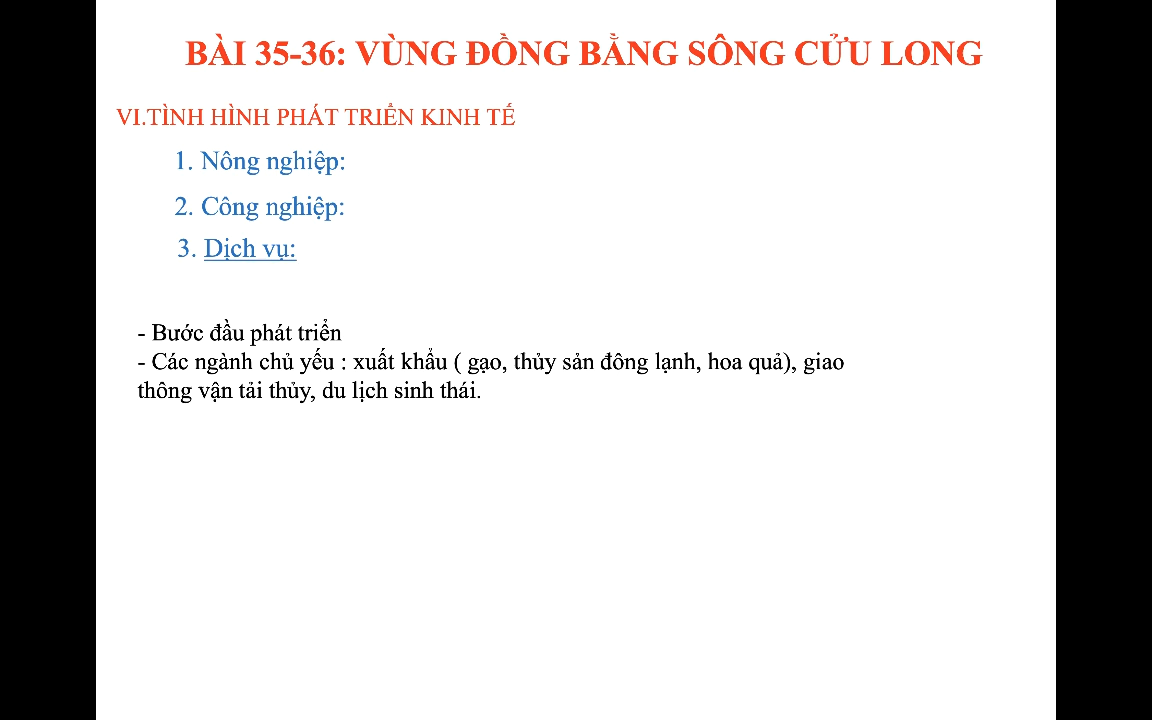 BÀI 35-36: VÙNG ĐỒNG BẰNG SÔNG CỬU LONG
VI.TÌNH HÌNH PHÁT TRIỂN KINH TẾ
1. Nông nghiệp:
2. Công nghiệp:
3. Dịch vụ:
- Bước đầu phát triển
- Các ngành chủ yếu : xuất khẩu ( gạo, thủy sản đông lạnh, hoa quả), giao
thông vận tải thủy, du lịch sinh thái.